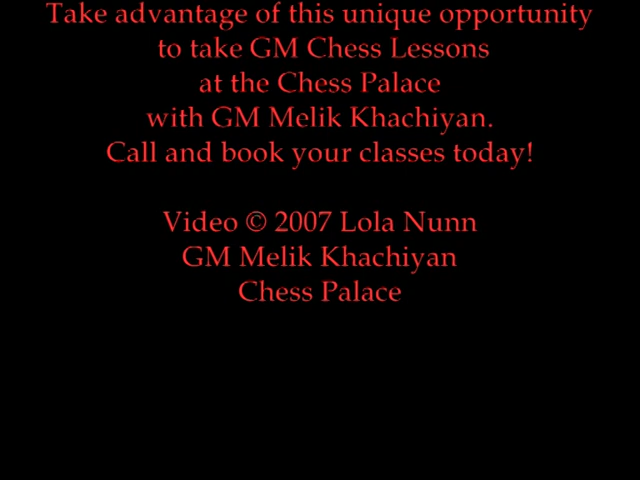 Take advantage of this unique opportunity
to take GM Chess Lessons
at the Chess Palace
with GM Melik Khachiyan.
Call and book your classes today!
Video © 2007 Lola Nunn
GM Melik Khachiyan
Chess Palace